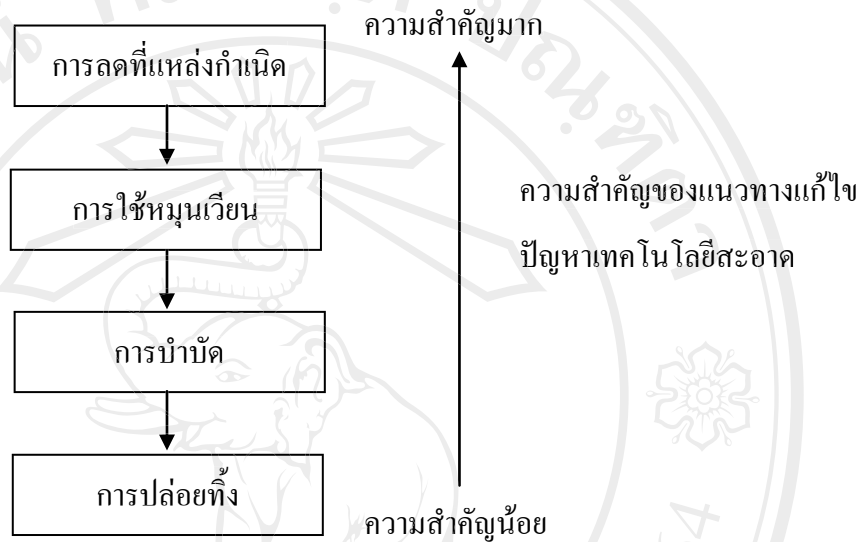 ความสำคัญมาก
การลดที่แหล่งกำเนิด
การใช้หมุนเวียน
ความสำคัญของแนวทางแก้ไข
ปัญหาเทคโนโลยีสะอาด
การบำบัด
การปล่อยทิ้ง
ความสำคัญน้อย